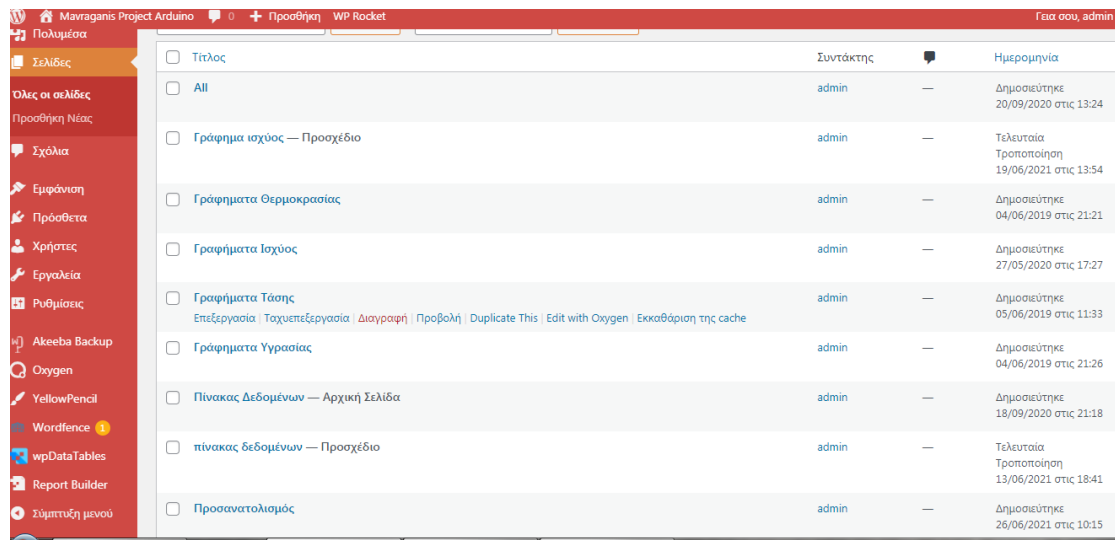 Mavraganis Project Arduino 0 + Προσθήκη WP Rocket Γεια σου, admin
Πολυμέσα
Σελίδες
Όλες οι σελίδες
Προσθήκη Νέας
Σχόλια
Εμφάνιση
Πρόσθετα
Χρήστες
Εργαλεία
Ρυθμίσεις
Akeeba Backup
Oxygen
YellowPencil
Wordfence 1
wpDataTables
Report Builder
Σύμπτυξη μενού
Τίτλος Συντάκτης Ημερομηνία
All admin — Δημοσιεύτηκε
20/09/2020 στις 13:24
Γράφημα ισχύος — Προσχέδιο admin — Τελευταία
Τροποποίηση
19/06/2021 στις 13:54
Γράφηματα Θερμοκρασίας admin — Δημοσιεύτηκε
04/06/2019 στις 21:21
Γραφήματα Ισχύος admin — Δημοσιεύτηκε
27/05/2020 στις 17:27
Γραφήματα Τάσης admin — Δημοσιεύτηκε
Επεξεργασία | Ταχυεπεξεργασία | Διαγραφή | Προβολή | Duplicate This | Edit with Oxygen | Εκκαθάριση της cache 05/06/2019 στις 11:33
Γράφηματα Υγρασίας admin — Δημοσιεύτηκε
04/06/2019 στις 21:26
Πίνακας Δεδομένων — Αρχική Σελίδα admin — Δημοσιεύτηκε
18/09/2020 στις 21:18
πίνακας δεδομένων — Προσχέδιο admin — Τελευταία
Τροποποίηση
13/06/2021 στις 18:41
Προσανατολισμός admin — Δημοσιεύτηκε
26/06/2021 στις 10:15